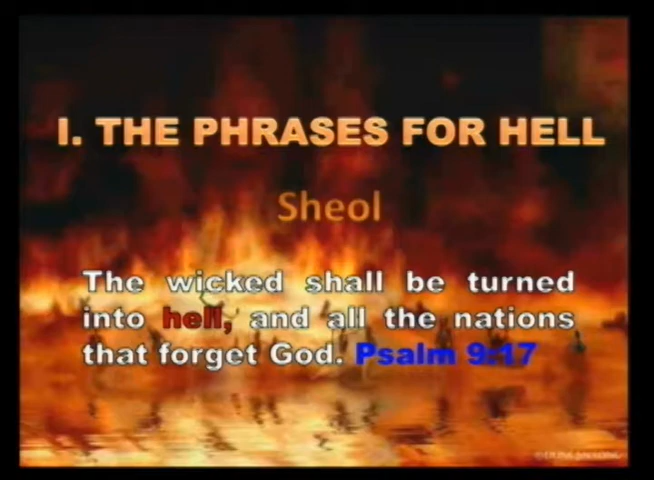 I. THE PHRASES FOR HELL
Sheol
The wicked shall be turned
into hell, and all the nations
that forget God. Psalm 9:17